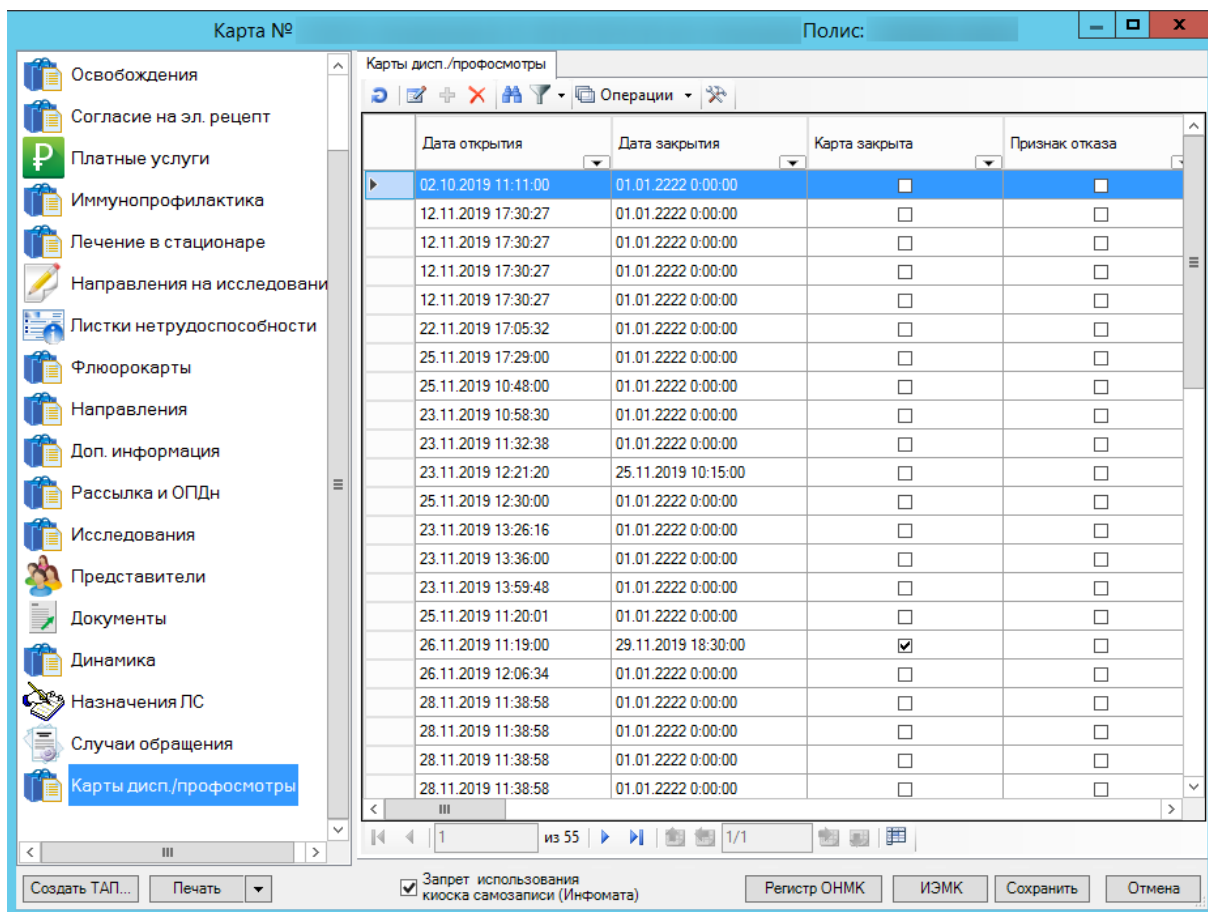 Карта №
Полис:
Освобождения
Согласие на эл. рецепт
Платные услуги
Иммунопрофилактика
Лечение в стационаре
Направления на исследовани
Листки нетрудоспособности
Флюорокарты
Направления
Доп. информация
Рассылка и ОПДн
Исследования
Представители
Документы
Динамика
Назначения ЛС
Случаи обращения
Карты дисп./профосмотры
Карты дисп./профосмотры
Операции
Дата открытия Дата закрытия Карта закрыта Признак отказа
02.10.2019 11:11:00 01.01.2222 0:00:00
12.11.2019 17:30:27 01.01.2222 0:00:00
12.11.2019 17:30:27 01.01.2222 0:00:00
12.11.2019 17:30:27 01.01.2222 0:00:00
12.11.2019 17:30:27 01.01.2222 0:00:00
22.11.2019 17:05:32 01.01.2222 0:00:00
25.11.2019 17:29:00 01.01.2222 0:00:00
25.11.2019 10:48:00 01.01.2222 0:00:00
23.11.2019 10:58:30 01.01.2222 0:00:00
23.11.2019 11:32:38 01.01.2222 0:00:00
23.11.2019 12:21:20 25.11.2019 10:15:00
25.11.2019 12:30:00 01.01.2222 0:00:00
23.11.2019 13:26:16 01.01.2222 0:00:00
23.11.2019 13:36:00 01.01.2222 0:00:00
23.11.2019 13:59:48 01.01.2222 0:00:00
25.11.2019 11:20:01 01.01.2222 0:00:00
26.11.2019 11:19:00 29.11.2019 18:30:00
26.11.2019 12:06:34 01.01.2222 0:00:00
28.11.2019 11:38:58 01.01.2222 0:00:00
28.11.2019 11:38:58 01.01.2222 0:00:00
28.11.2019 11:38:58 01.01.2222 0:00:00
28.11.2019 11:38:58 01.01.2222 0:00:00
1 из 55 1/1
Создать ТАП... Печать
Запрет использования
киоска самозаписи (Инфомата)
Регистр ОНМК ИЭМК Сохранить Отмена